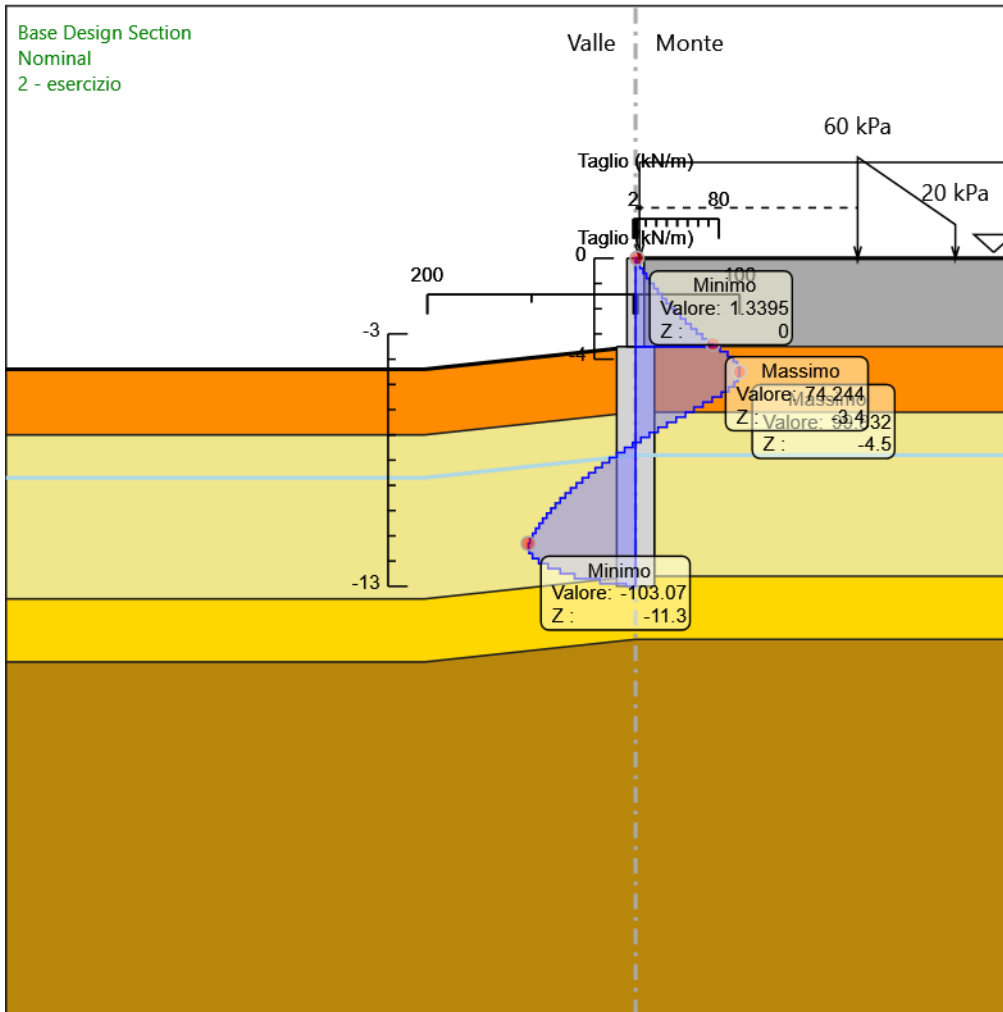 Base Design Section
Nominal
2 - esercizio
Valle
Monte
60 kPa
Taglio (kN/m)
20 kPa
2
80
Taglio (kN/m)
0
200
100
Minimo
Valore: 1.3395
Z : 0
-3
-4
Massimo
Valore: 74.244
Z : -3.4
Massimo
Valore:
Z : -4.5
Minimo
Valore: -103.07
Z : -11.3
-13